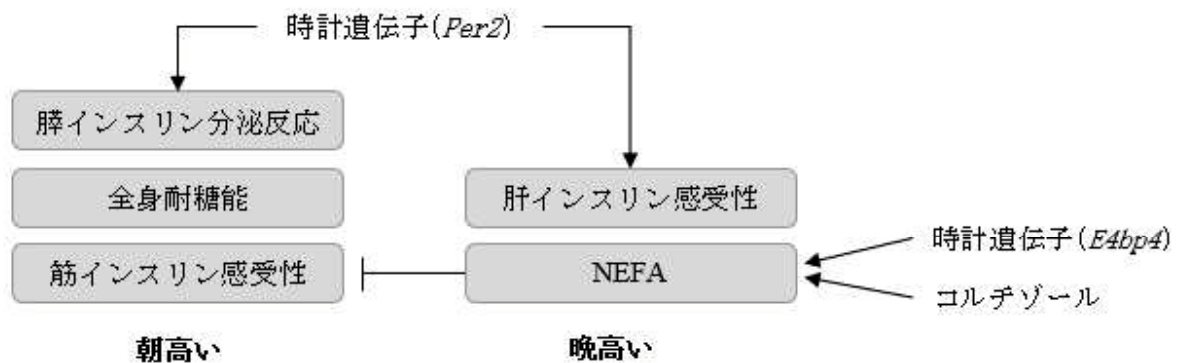 時計遺伝子(Per2)
膵インスリン分泌反応
全身耐糖能
肝インスリン感受性
時計遺伝子(E4bp4)
筋インスリン感受性
NEFA
コルチゾール
朝高い
晩高い